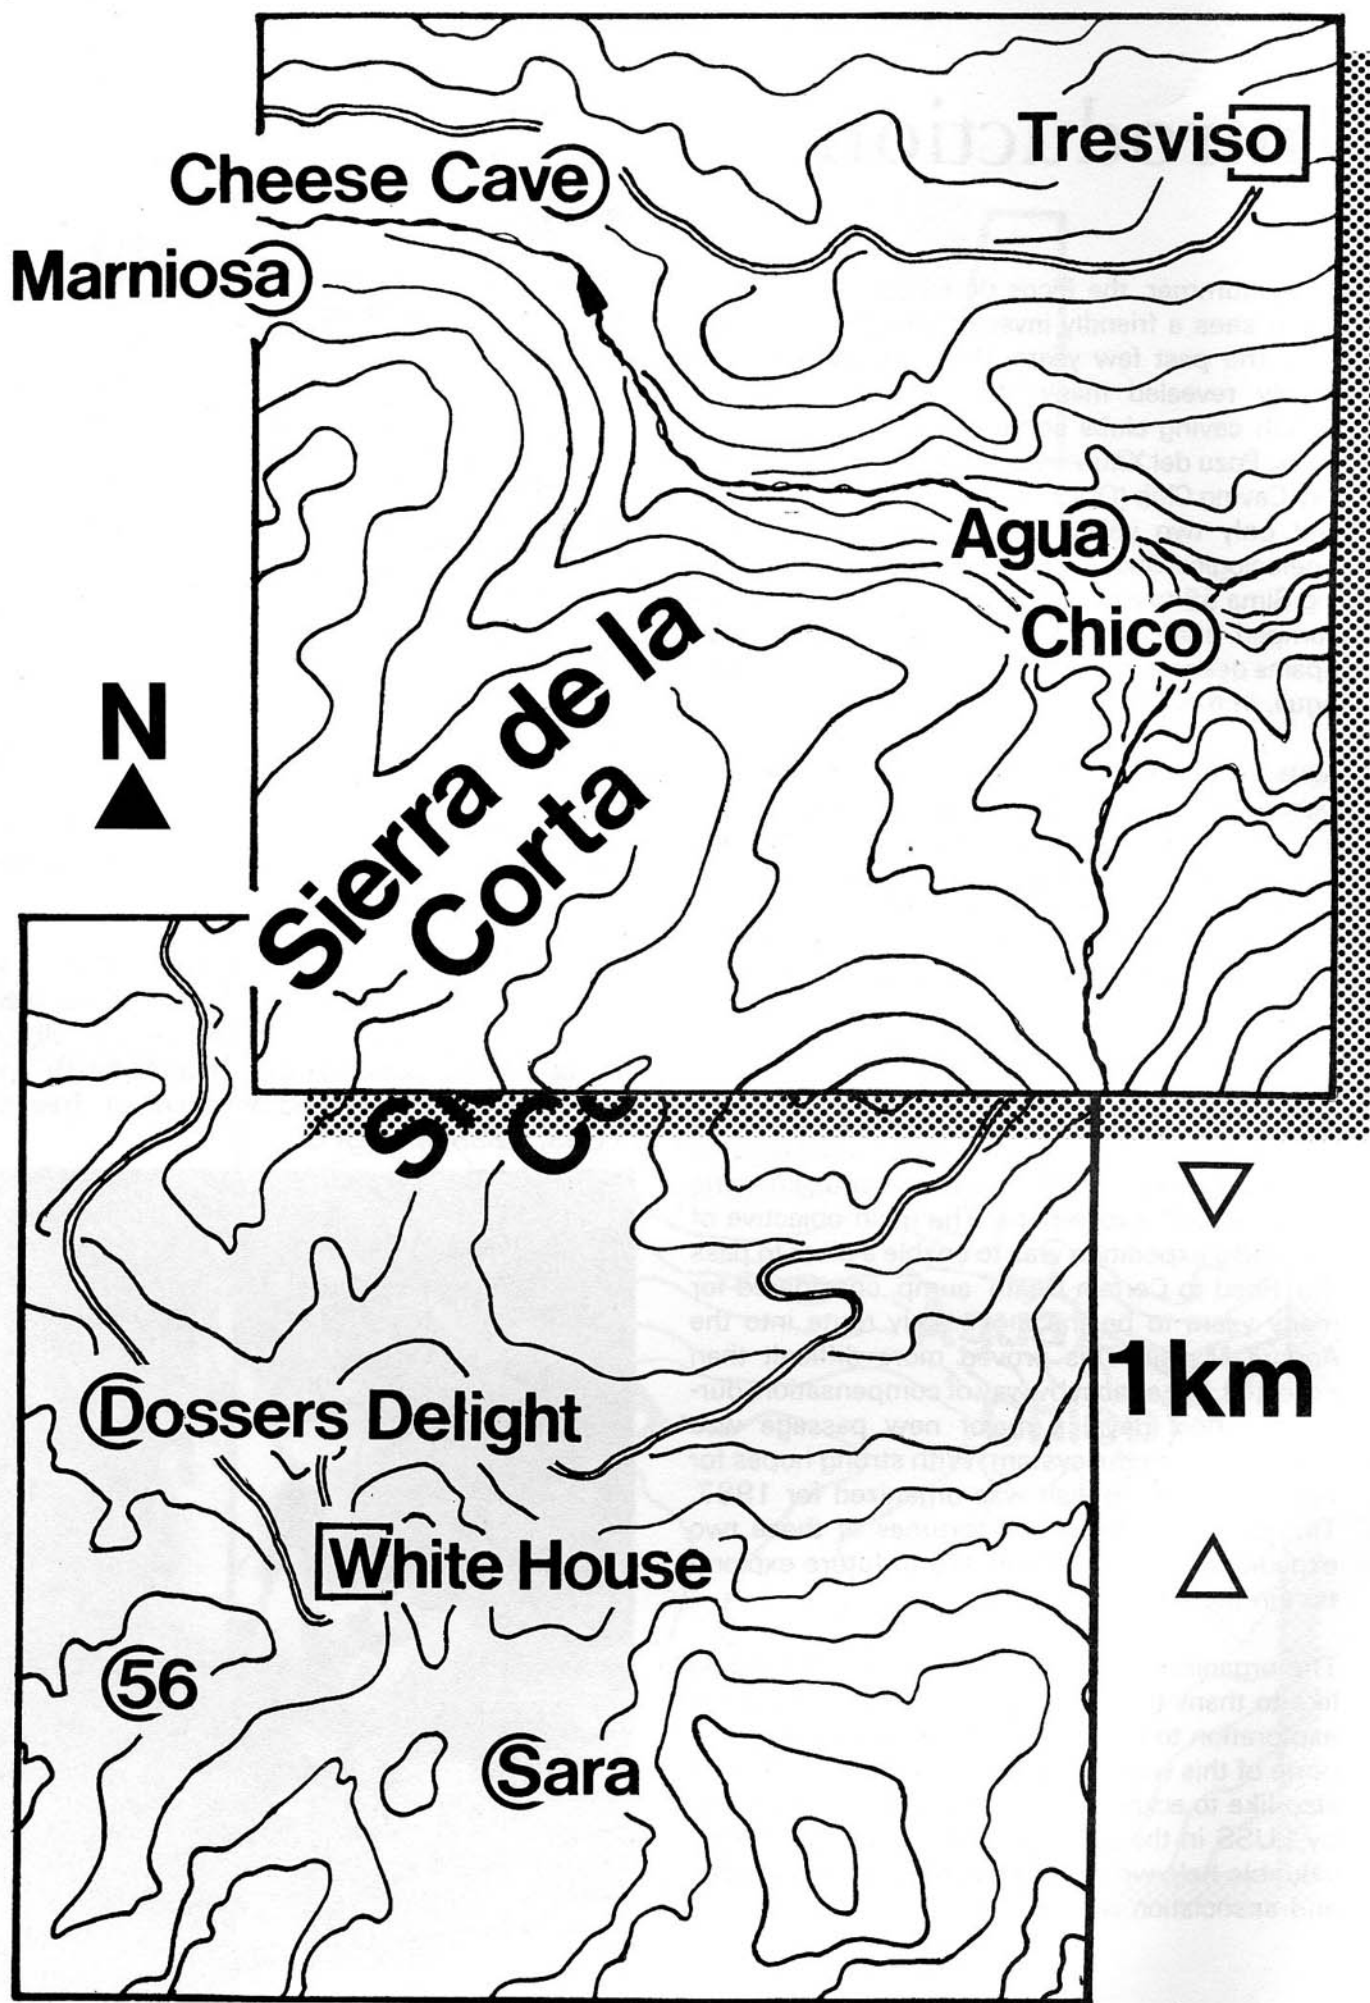 Tresviso
Cheese Cave
Marniosa
Agua
Chico
N
Sierra de la
Corta
1km
Dossers Delight
White House
56
Sara